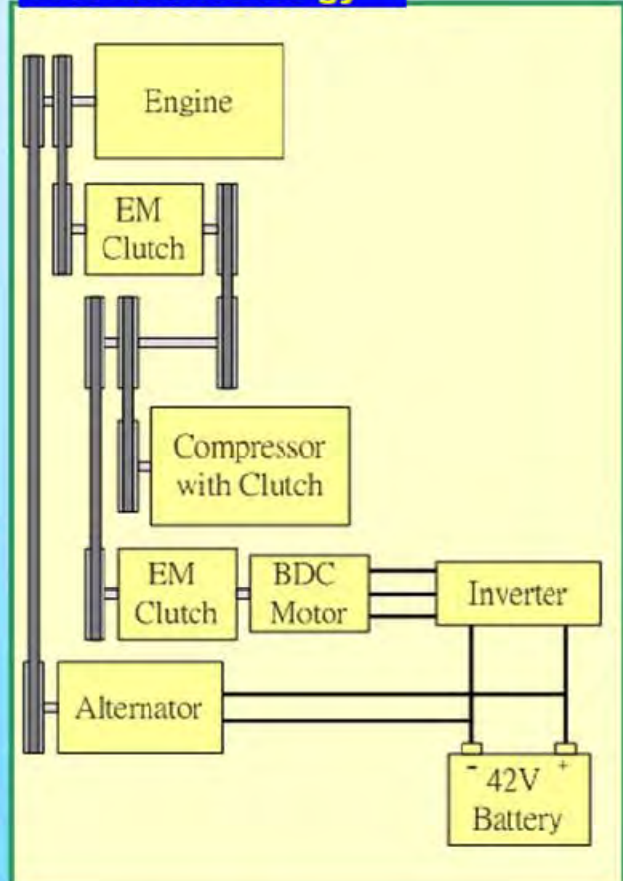 Engine
EM
Clutch
Compressor
with Clutch
EM
Clutch
BDC
Motor
Inverter
Alternator
- +
42V
Battery